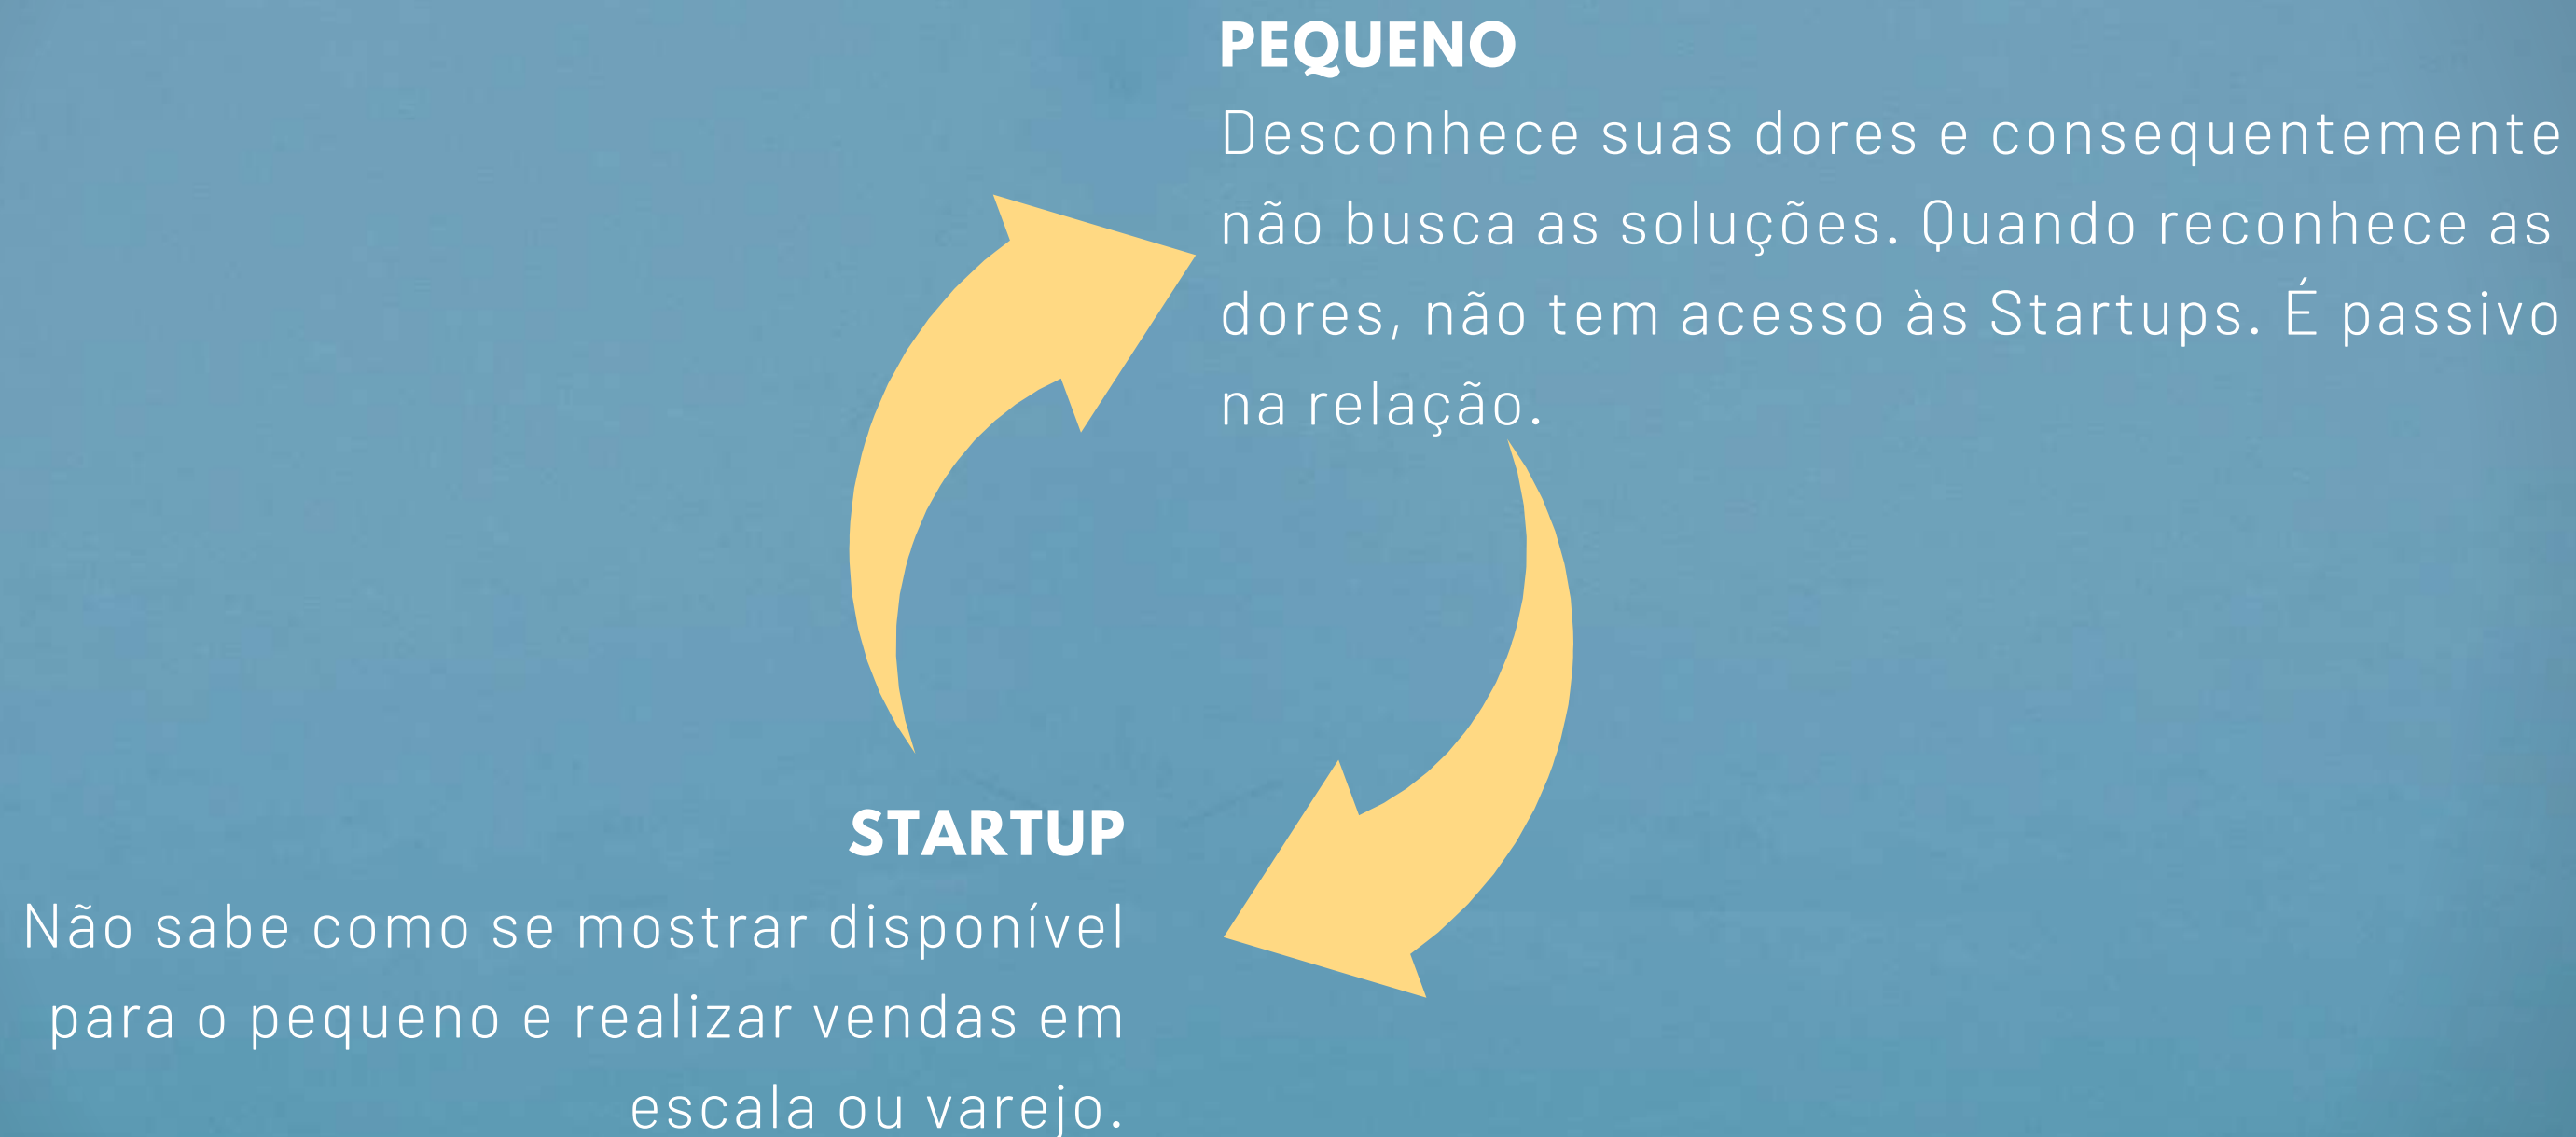 PEQUENO
Desconhece suas dores e consequentemente
não busca as soluções. Quando reconhece as
dores, não tem acesso às Startups. É passivo
na relação.
STARTUP
Não sabe como se mostrar disponível
para o pequeno e realizar vendas em
escala ou varejo.